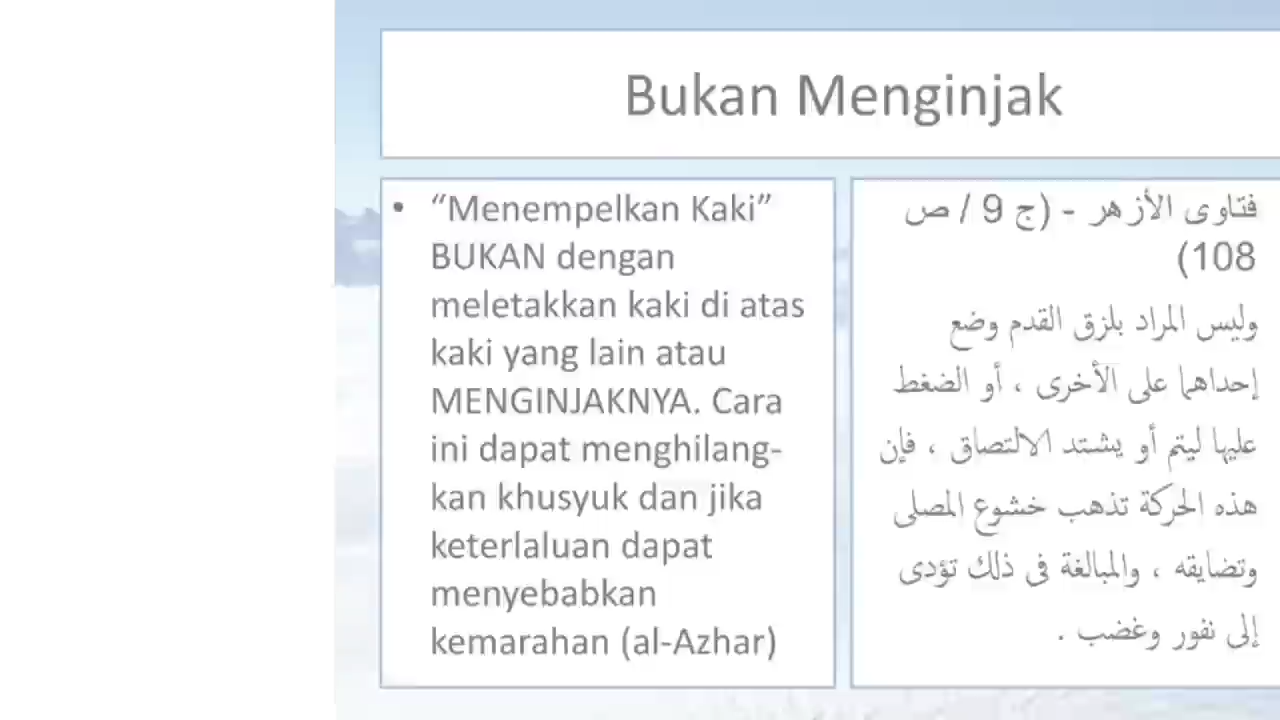 Bukan Menginjak
• “Menempelkan Kaki”
BUKAN dengan
meletakkan kaki di atas
kaki yang lain atau
MENGINJAKNYA. Cara
ini dapat menghilang-
kan khusyuk dan jika
keterlaluan dapat
menyebabkan
kemarahan (al-Azhar)
فتاوى الأزهر - (ج 9 / ص
108)
وليس المراد بلزق القدم وضع
إحداهما على الأخرى ، أو الضغط
عليها ليتم أو يشتد الالتصاق ، فإن
هذه الحركة تذهب خشوع المصلى
وتضايقه ، والمبالغة فى ذلك تؤدى
إلى نفور وغضب .